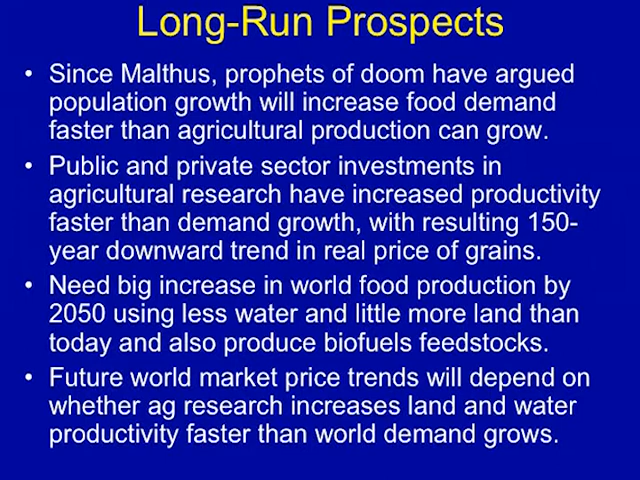 Long-Run Prospects
• Since Malthus, prophets of doom have argued
population growth will increase food demand
faster than agricultural production can grow.
• Public and private sector investments in
agricultural research have increased productivity
faster than demand growth, with resulting 150-
year downward trend in real price of grains.
• Need big increase in world food production by
2050 using less water and little more land than
today and also produce biofuels feedstocks.
• Future world market price trends will depend on
whether ag research increases land and water
productivity faster than world demand grows.